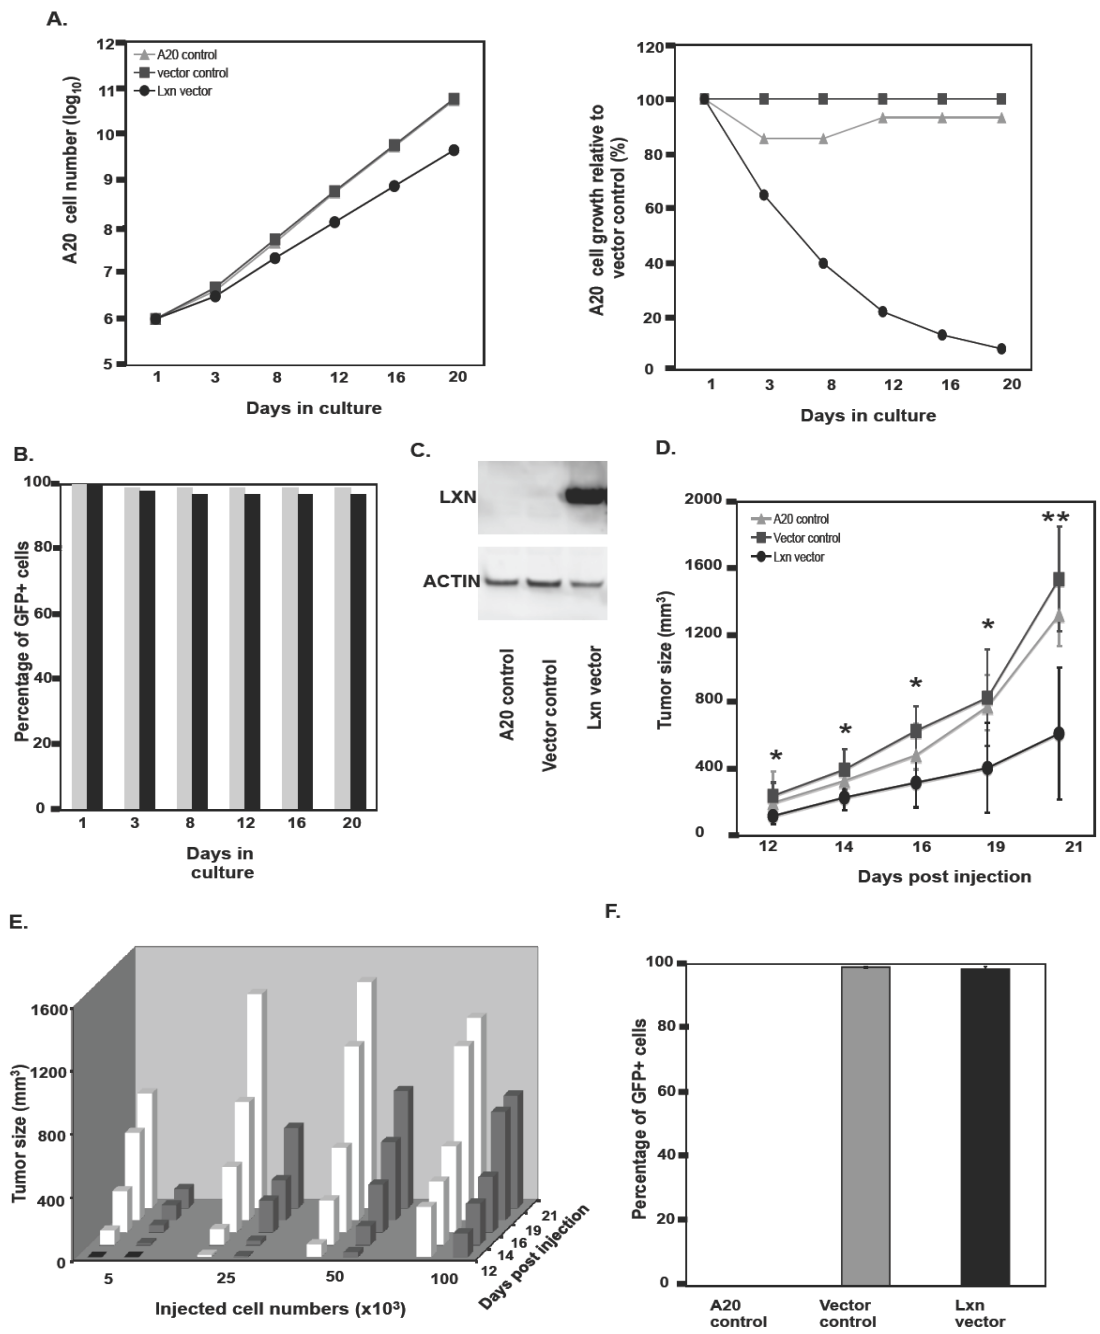 A.
12
11
10
9
8
7
6
5
A20 cell number (log10)
A20 control
vector control
Lxn vector
1 3 8 12 16 20
Days in culture
120
100
80
60
40
20
0
A20 cell growth relative to
vector control (%)
1 3 8 12 16 20
Days in culture
B.
100
80
60
40
20
0
Percentage of GFP+ cells
1 3 8 12 16 20
Days in
culture
C.
LXN
ACTIN
A20 control
Vector control
Lxn vector
D.
2000
1600
1200
800
400
0
Tumor size (mm3)
A20 control
Vector control
Lxn vector
* * * * **
12 14 16 19 21
Days post injection
E.
1600
1200
800
400
0
Tumor size (mm3)
5 25 50 100
Injected cell numbers (x103)
12 14 16 19 21
Days post injection
F.
100
80
60
40
20
0
Percentage of GFP+ cells
A20 Vector Lxn
control control vector